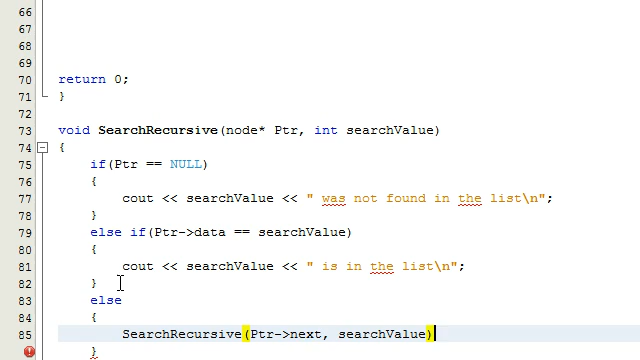 66
67
68
69
70 return 0;
71 }
72
73 void SearchRecursive(node* Ptr, int searchValue)
74 {
75 if(Ptr == NULL)
76 {
77 cout << searchValue << " was not found in the list\n";
78 }
79 else if(Ptr->data == searchValue)
80 {
81 cout << searchValue << " is in the list\n";
82 }
83 else
84 {
85 SearchRecursive(Ptr->next, searchValue)
}